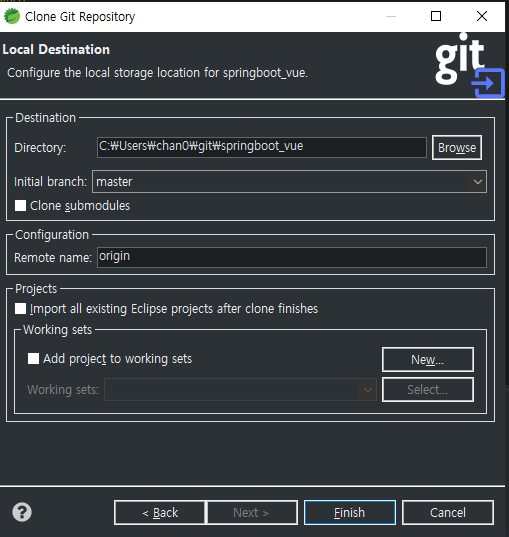 Clone Git Repository
Local Destination
Configure the local storage location for springboot_vue.
git
Destination
Directory: C:₩Users₩chan0₩git₩springboot_vue Browse
Initial branch: master
Clone submodules
Configuration
Remote name: origin
Projects
Import all existing Eclipse projects after clone finishes
Working sets
Add project to working sets New...
Working sets: Select...
? < Back Next > Finish Cancel